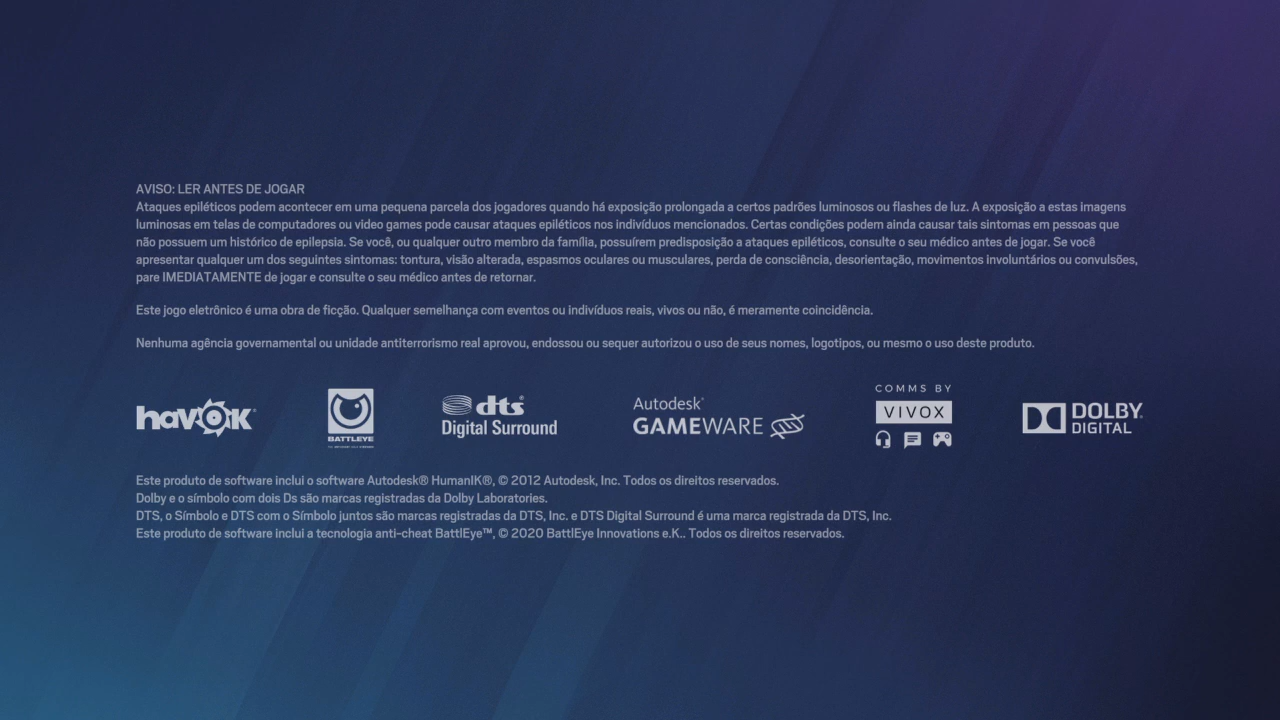 AVISO: LER ANTES DE JOGAR
Ataques epiléticos podem acontecer em uma pequena parcela dos jogadores quando há exposição prolongada a certos padrões luminosos ou flashes de luz. A exposição a estas imagens
luminosas em telas de computadores ou video games pode causar ataques epiléticos nos indivíduos mencionados. Certas condições podem ainda causar tais sintomas em pessoas que
não possuem um histórico de epilepsia. Se você, ou qualquer outro membro da família, possuírem predisposição a ataques epiléticos, consulte o seu médico antes de jogar. Se você
apresentar qualquer um dos seguintes sintomas: tontura, visão alterada, espasmos oculares ou musculares, perda de consciência, desorientação, movimentos involuntários ou convulsões,
pare IMEDIATAMENTE de jogar e consulte o seu médico antes de retornar.
Este jogo eletrônico é uma obra de ficção. Qualquer semelhança com eventos ou indivíduos reais, vivos ou não, é meramente coincidência.
Nenhuma agência governamental ou unidade antiterrorismo real aprovou, endossou ou sequer autorizou o uso de seus nomes, logotipos, ou mesmo o uso deste produto.
havok®
BATTLEYE
dts®
Digital Surround
Autodesk®
GAMEWARE
COMMS BY
VIVOX
DOLBY®
DIGITAL
Este produto de software inclui o software Autodesk® HumanIK®, © 2012 Autodesk, Inc. Todos os direitos reservados.
Dolby e o símbolo com dois Ds são marcas registradas da Dolby Laboratories.
DTS, o Símbolo e DTS com o Símbolo juntos são marcas registradas da DTS, Inc. e DTS Digital Surround é uma marca registrada da DTS, Inc.
Este produto de software inclui a tecnologia anti-cheat BattlEye™, © 2020 BattlEye Innovations e.K.. Todos os direitos reservados.